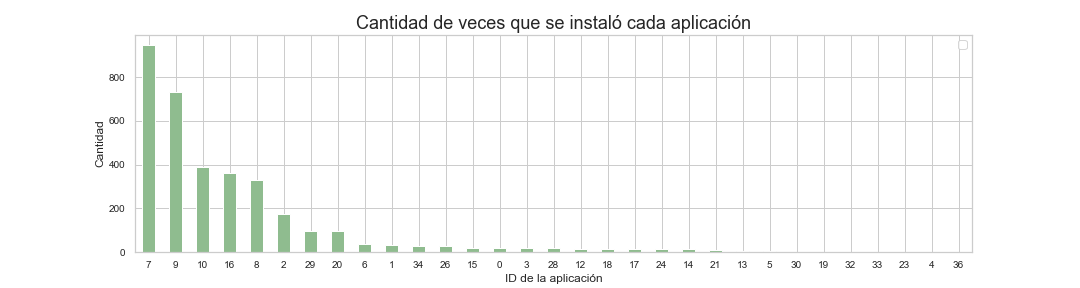 Cantidad de veces que se instaló cada aplicación
Cantidad
800
600
400
200
0
7 9 10 16 8 2 29 20 6 1 34 26 15 0 3 28 12 18 17 24 14 21 13 5 30 19 32 33 23 4 36
ID de la aplicación